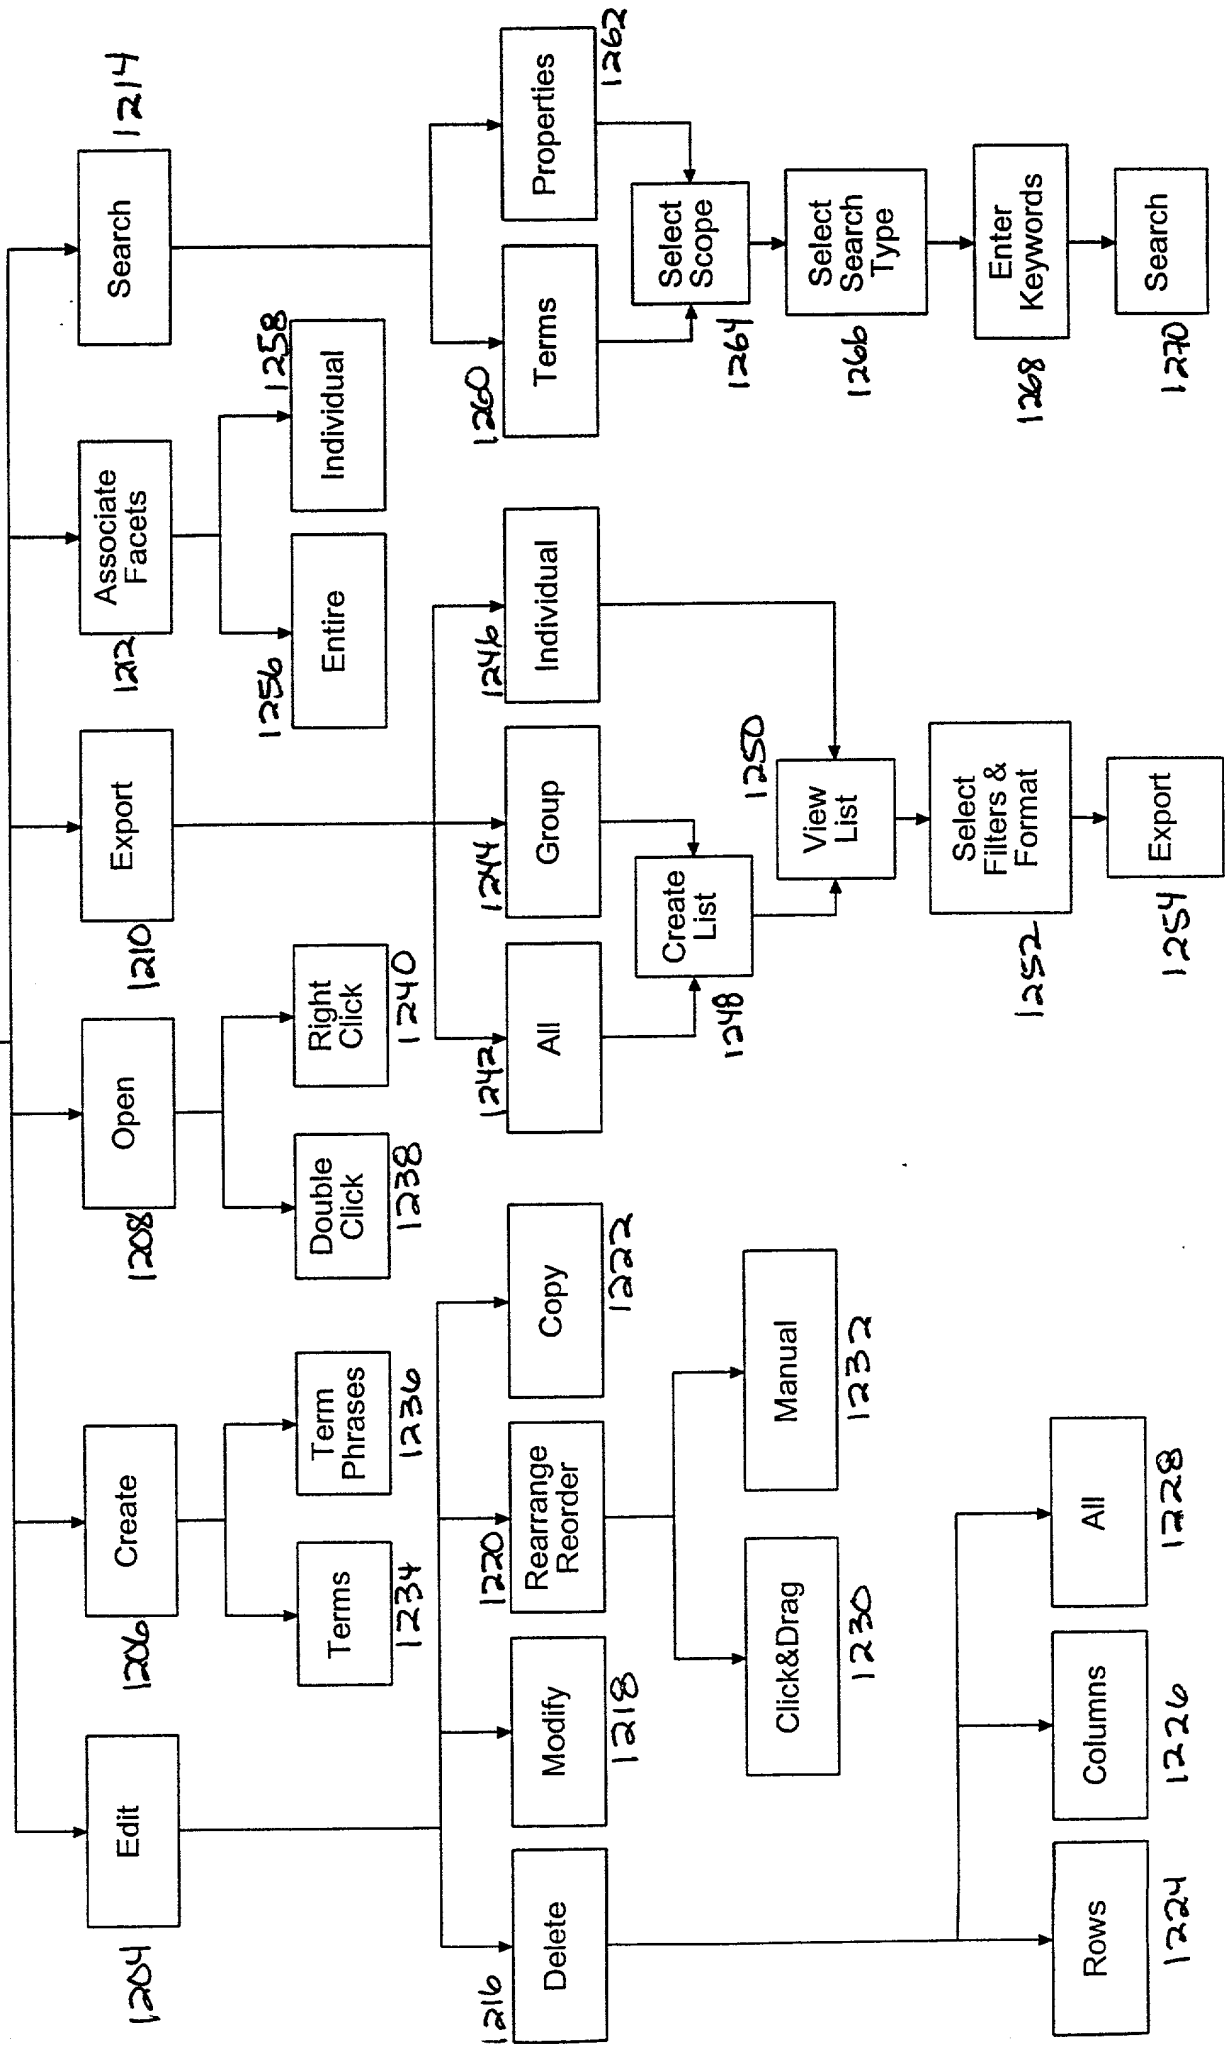 Edit
1204
Create
1206
Open
1208
Export
1210
Associate
Facets
1212
Search
1214
Terms
1234
Term
Phrases
1236
Double
Click
1238
Right
Click
1240
Entire
1256
Individual
1258
Delete
1216
Modify
1218
Rearrange
Reorder
1220
Copy
1222
All
1242
Group
1244
Individual
1246
Terms
1260
Properties
1262
Click&Drag
1230
Manual
1232
Create
List
1248
View
List
1250
Select
Scope
1264
Select
Search
Type
1266
Rows
1224
Columns
1226
All
1228
Select
Filters &
Format
1252
Enter
Keywords
1268
Export
1254
Search
1270